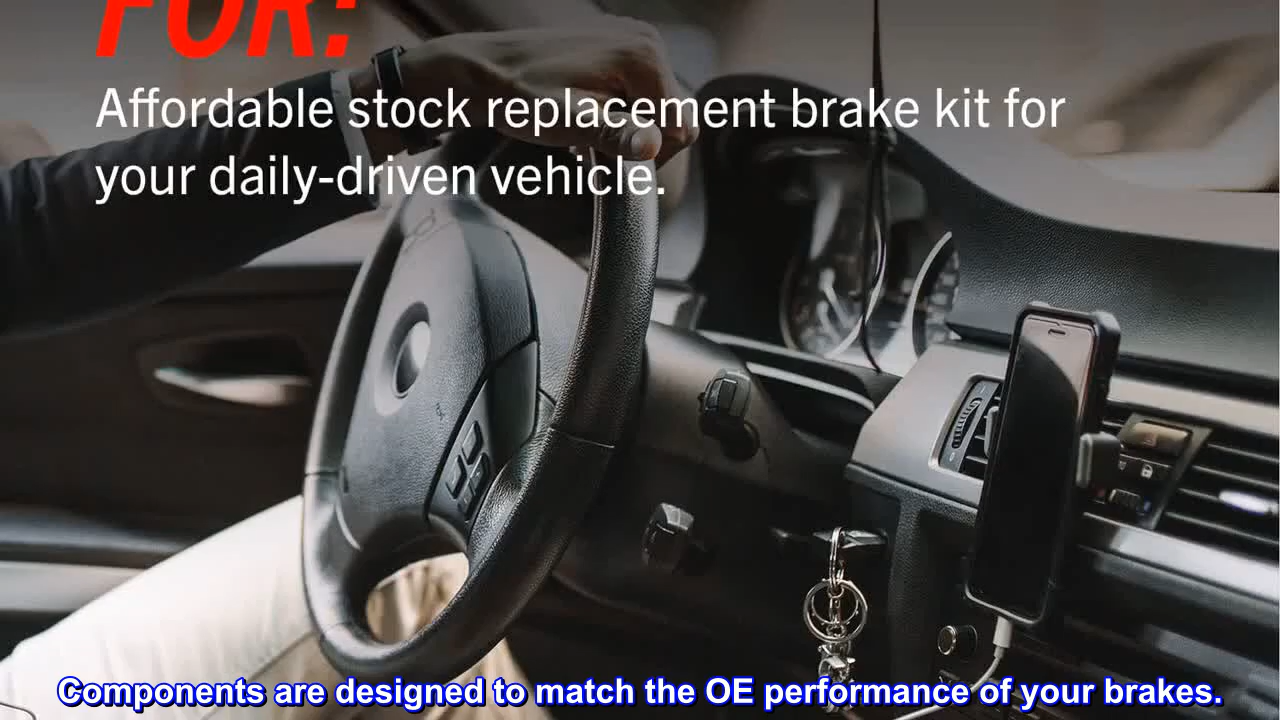 FOR:
Affordable stock replacement brake kit for
your daily-driven vehicle.
Components are designed to match the OE performance of your brakes.